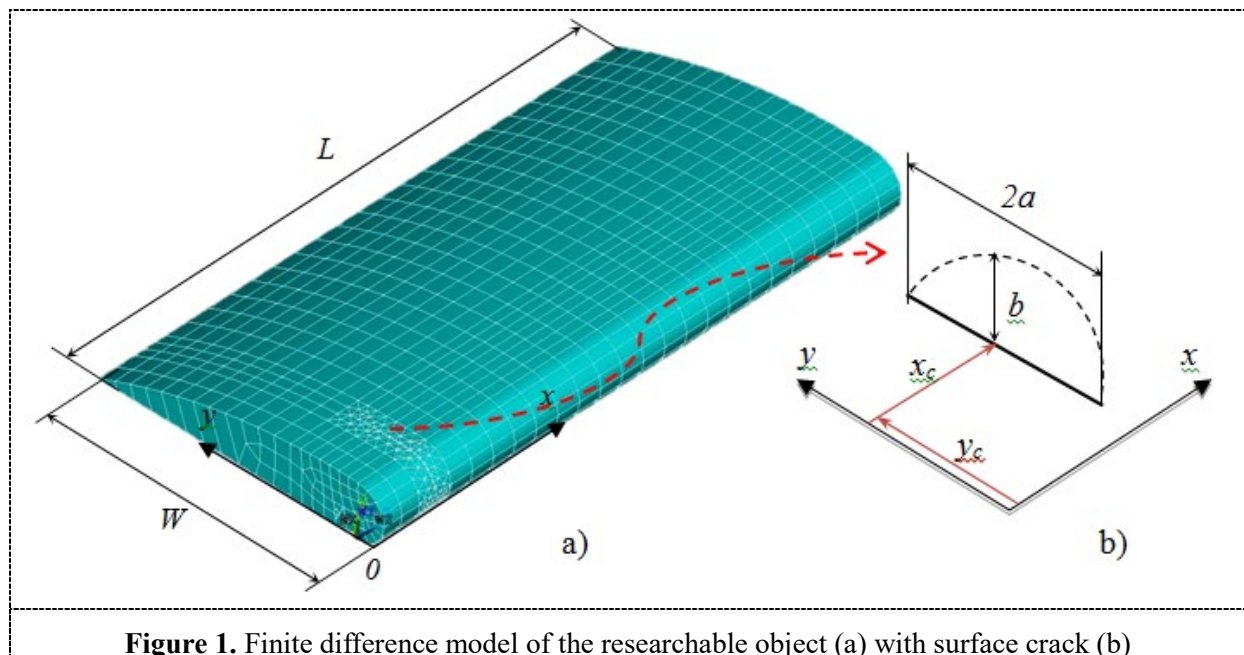 L
2a
b
y
x
x_c
y_c
x
y
W
0
a)
b)
Figure 1. Finite difference model of the researchable object (a) with surface crack (b)